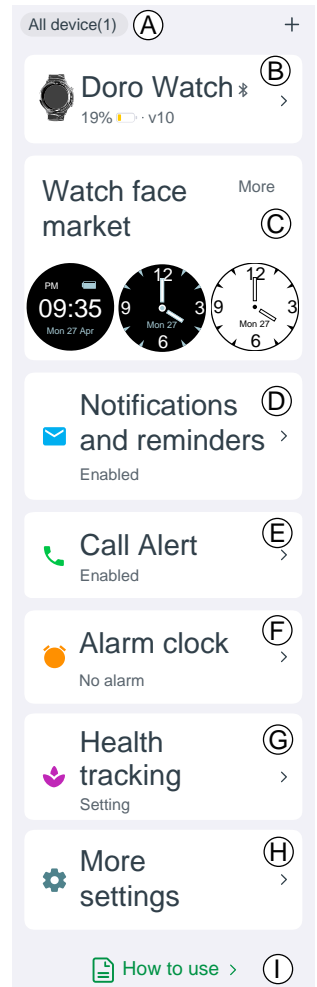 All device(1) A +
Doro Watch B
19% · v10
Watch face More
market C
PM
09:35
Mon 27 Apr
12
9 3
Mon 27
6
12
9 3
Mon 27
6
Notifications D
and reminders
Enabled
Call Alert E
Enabled
Alarm clock F
No alarm
Health G
tracking
Setting
More H
settings
How to use I